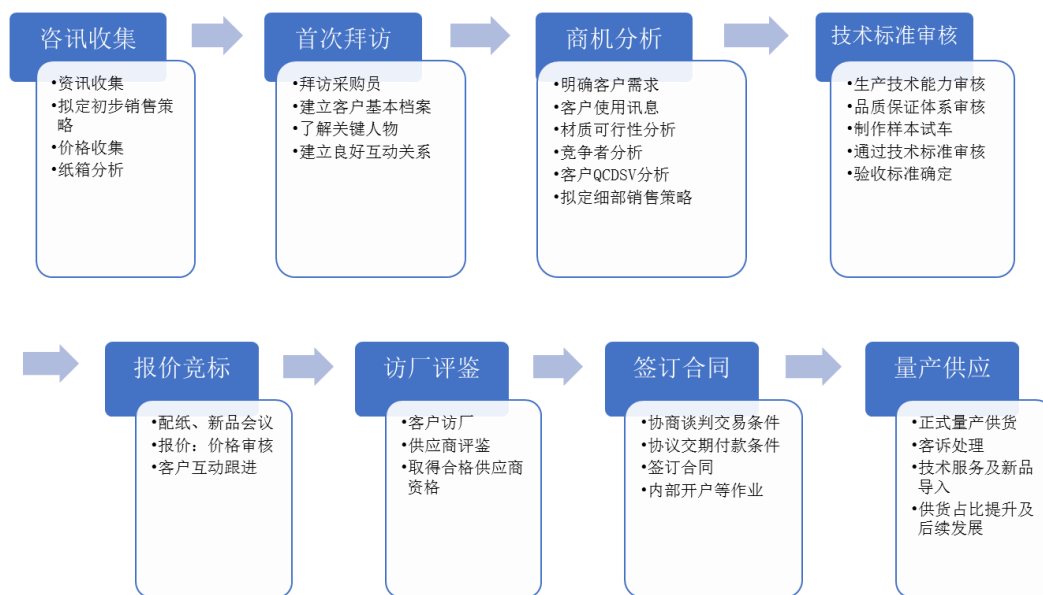 咨讯收集
•资讯收集
•拟定初步销售策
略
•价格收集
•纸箱分析
首次拜访
•拜访采购员
•建立客户基本档案
•了解关键人物
•建立良好互动关系
商机分析
•明确客户需求
•客户使用讯息
•材质可行性分析
•竞争者分析
•客户QCDSV分析
•拟定细部销售策略
技术标准审核
•生产技术能力审核
•品质保证体系审核
•制作样本试车
•通过技术标准审核
•验收标准确定
报价竞标
•配纸、新品会议
•报价：价格审核
•客户互动跟进
访厂评鉴
•客户访厂
•供应商评鉴
•取得合格供应商
资格
签订合同
•协商谈判交易条件
•协议交期付款条件
•签订合同
•内部开户等作业
量产供应
•正式量产供货
•客诉处理
•技术服务及新品
导入
•供货占比提升及
后续发展